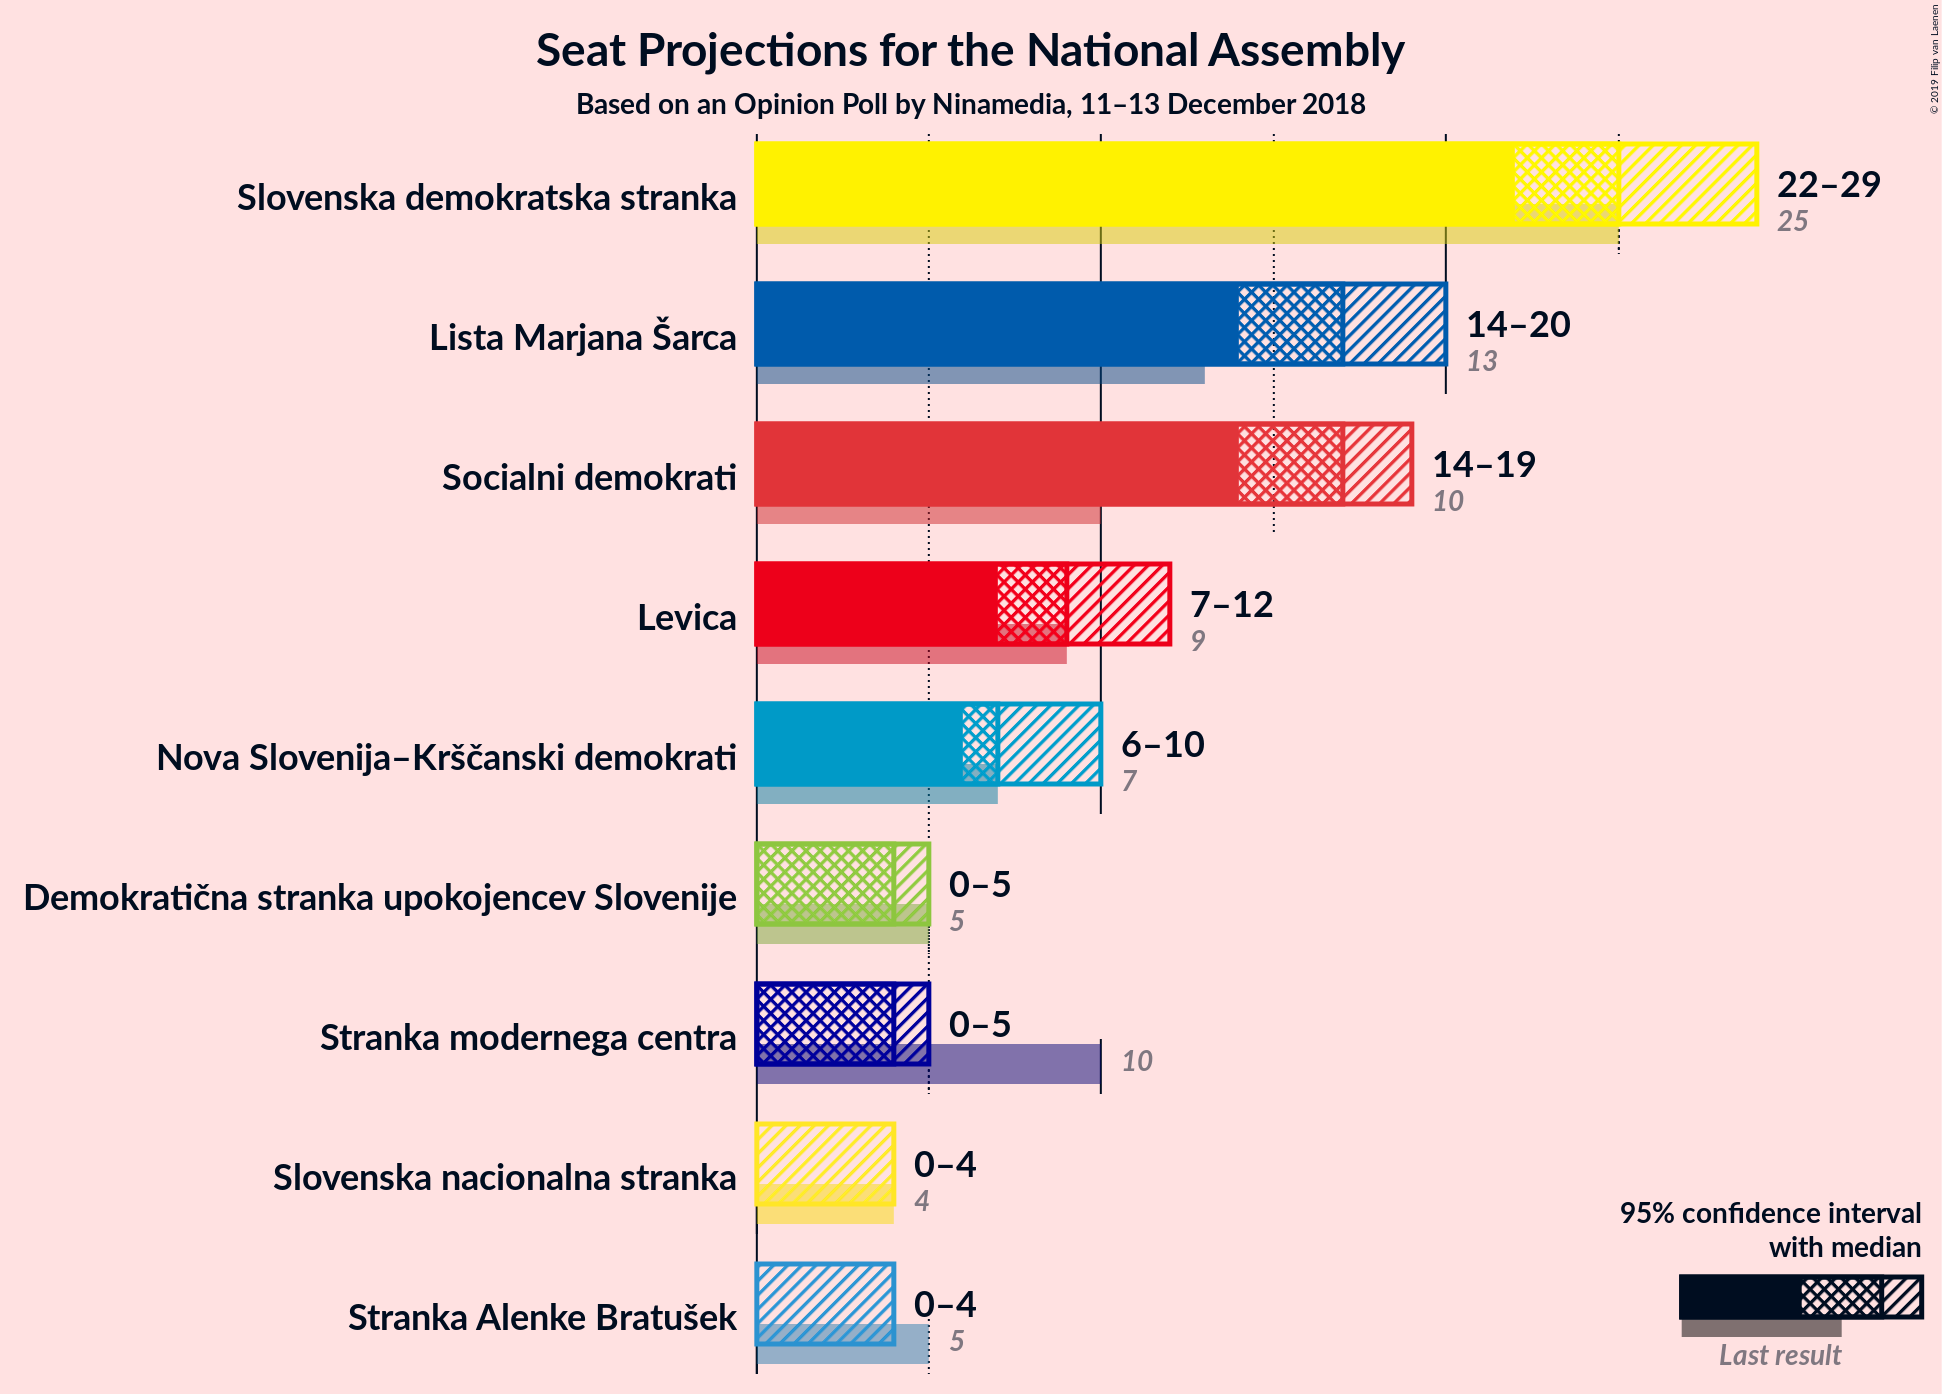 Seat Projections for the National Assembly
Based on an Opinion Poll by Ninamedia, 11–13 December 2018
© 2019 Filip van Laenen
Slovenska demokratska stranka
22–29
25
Lista Marjana Šarca
14–20
13
Socialni demokrati
14–19
10
Levica
7–12
9
Nova Slovenija–Krščanski demokrati
6–10
7
Demokratična stranka upokojencev Slovenije
0–5
5
Stranka modernega centra
0–5
10
Slovenska nacionalna stranka
0–4
4
Stranka Alenke Bratušek
0–4
5
95% confidence interval
with median
Last result